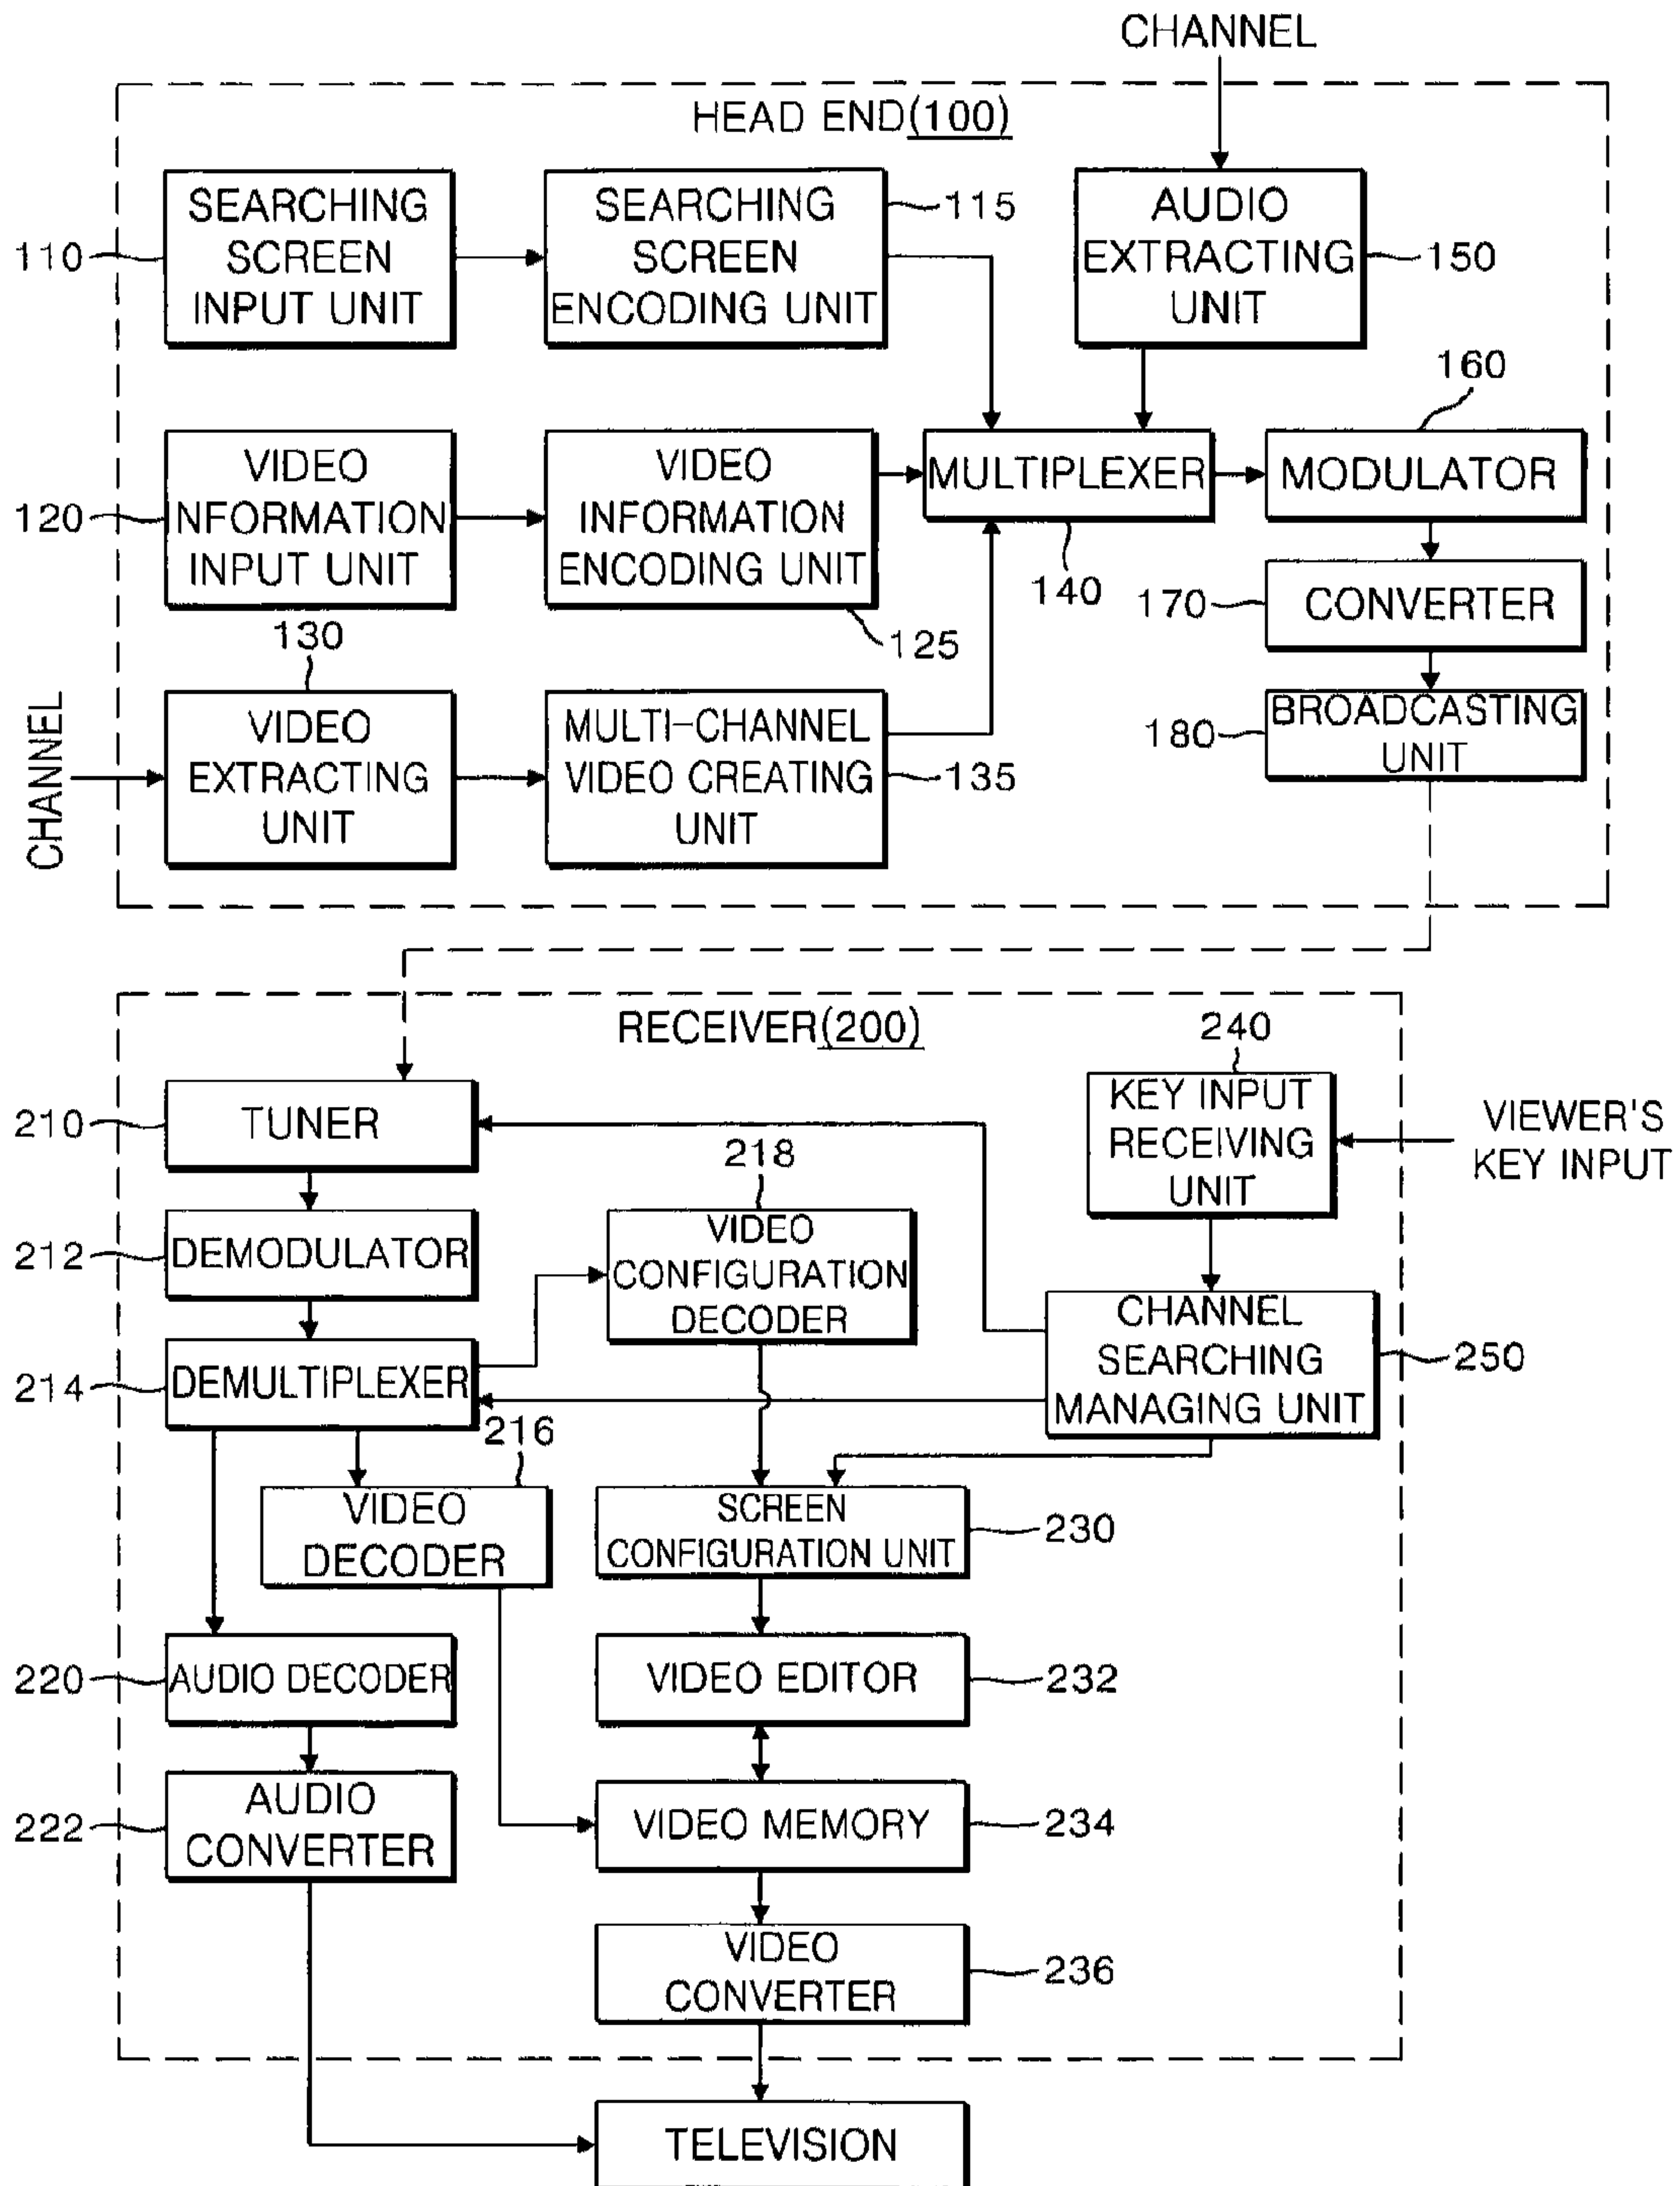 CHANNEL
HEAD END(100)
SEARCHING
SCREEN
INPUT UNIT
110
SEARCHING
SCREEN
ENCODING UNIT
115
AUDIO
EXTRACTING
UNIT
150
VIDEO
NFORMATION
INPUT UNIT
120
VIDEO
INFORMATION
ENCODING UNIT
125
MULTIPLEXER
140
160
MODULATOR
170
CONVERTER
180
BROADCASTING
UNIT
CHANNEL
130
VIDEO
EXTRACTING
UNIT
MULTI-CHANNEL
VIDEO CREATING
UNIT
135
RECEIVER(200)
210
TUNER
240
KEY INPUT
RECEIVING
UNIT
VIEWER'S
KEY INPUT
212
DEMODULATOR
218
VIDEO
CONFIGURATION
DECODER
CHANNEL
SEARCHING
MANAGING UNIT
250
214
DEMULTIPLEXER
216
VIDEO
DECODER
SCREEN
CONFIGURATION UNIT
230
220
AUDIO DECODER
VIDEO EDITOR
232
222
AUDIO
CONVERTER
VIDEO MEMORY
234
VIDEO
CONVERTER
236
TELEVISION